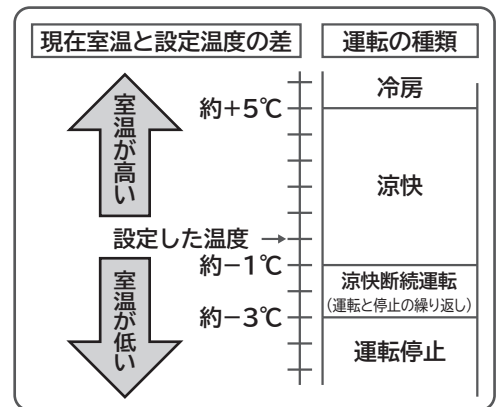 現在室温と設定温度の差
運転の種類
室温が高い
約+5℃
冷房
涼快
設定した温度 →
約−1℃
室温が低い
涼快断続運転
(運転と停止の繰り返し)
約−3℃
運転停止